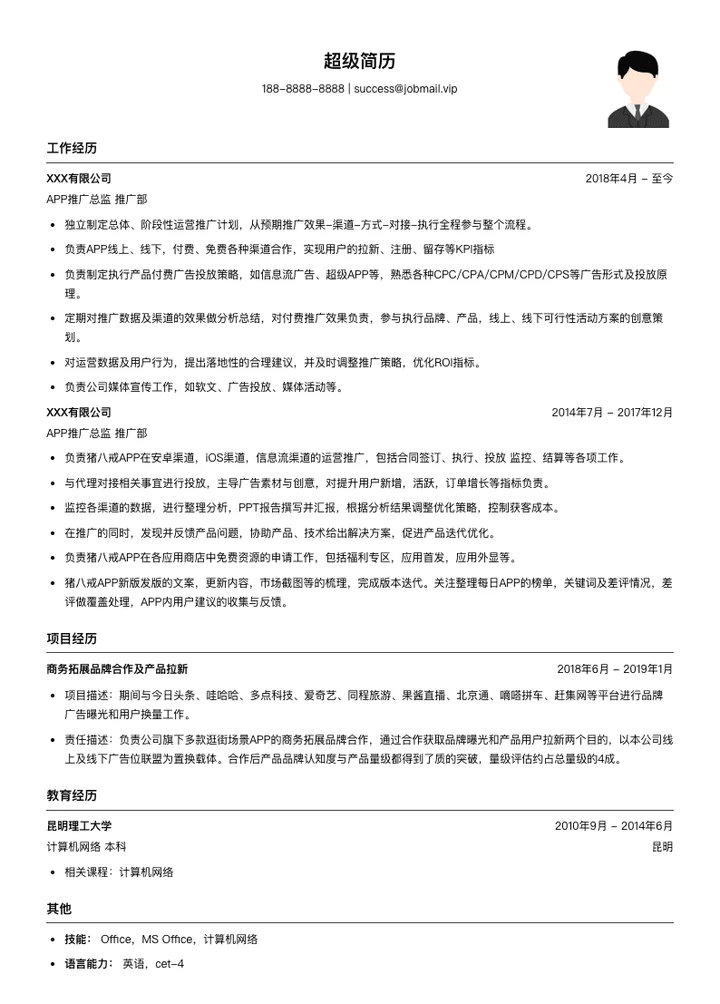 超级简历
188-8888-8888 | success@jobmail.vip
工作经历
XXX有限公司 2018年4月 – 至今
APP推广总监 推广部
• 独立制定总体、阶段性运营推广计划，从预期推广效果–渠道–方式–对接–执行全程参与整个流程。
• 负责APP线上、线下，付费、免费各种渠道合作，实现用户的拉新、注册、留存等KPI指标
• 负责制定执行产品付费广告投放策略，如信息流广告、超级APP等，熟悉各种CPC/CPA/CPM/CPD/CPS等广告形式及投放原
理。
• 定期对推广数据及渠道的效果做分析总结，对付费推广效果负责，参与执行品牌、产品，线上、线下可行性活动方案的创意策
划。
• 对运营数据及用户行为，提出落地性的合理建议，并及时调整推广策略，优化ROI指标。
• 负责公司媒体宣传工作，如软文、广告投放、媒体活动等。
XXX有限公司 2014年7月 – 2017年12月
APP推广总监 推广部
• 负责猪八戒APP在安卓渠道，iOS渠道，信息流渠道的运营推广，包括合同签订、执行、投放 监控、结算等各项工作。
• 与代理对接相关事宜进行投放，主导广告素材与创意，对提升用户新增，活跃，订单增长等指标负责。
• 监控各渠道的数据，进行整理分析，PPT报告撰写并汇报，根据分析结果调整优化策略，控制获客成本。
• 在推广的同时，发现并反馈产品问题，协助产品、技术给出解决方案，促进产品迭代优化。
• 负责猪八戒APP在各应用商店中免费资源的申请工作，包括福利专区，应用首发，应用外显等。
• 猪八戒APP新版发版的文案，更新内容，市场截图等的梳理，完成版本迭代。关注整理每日APP的榜单，关键词及差评情况，差
评做覆盖处理，APP内用户建议的收集与反馈。
项目经历
商务拓展品牌合作及产品拉新 2018年6月 – 2019年1月
• 项目描述：期间与今日头条、哇哈哈、多点科技、爱奇艺、同程旅游、果酱直播、北京通、嘀嗒拼车、赶集网等平台进行品牌
广告曝光和用户换量工作。
• 责任描述：负责公司旗下多款逛街场景APP的商务拓展品牌合作，通过合作获取品牌曝光和产品用户拉新两个目的，以本公司线
上及线下广告位联盟为置换载体。合作后产品品牌认知度与产品量级都得到了质的突破，量级评估约占总量级的4成。
教育经历
昆明理工大学 2010年9月 – 2014年6月
计算机网络 本科 昆明
• 相关课程：计算机网络
其他
• 技能： Office，MS Office，计算机网络
• 语言能力： 英语，cet-4